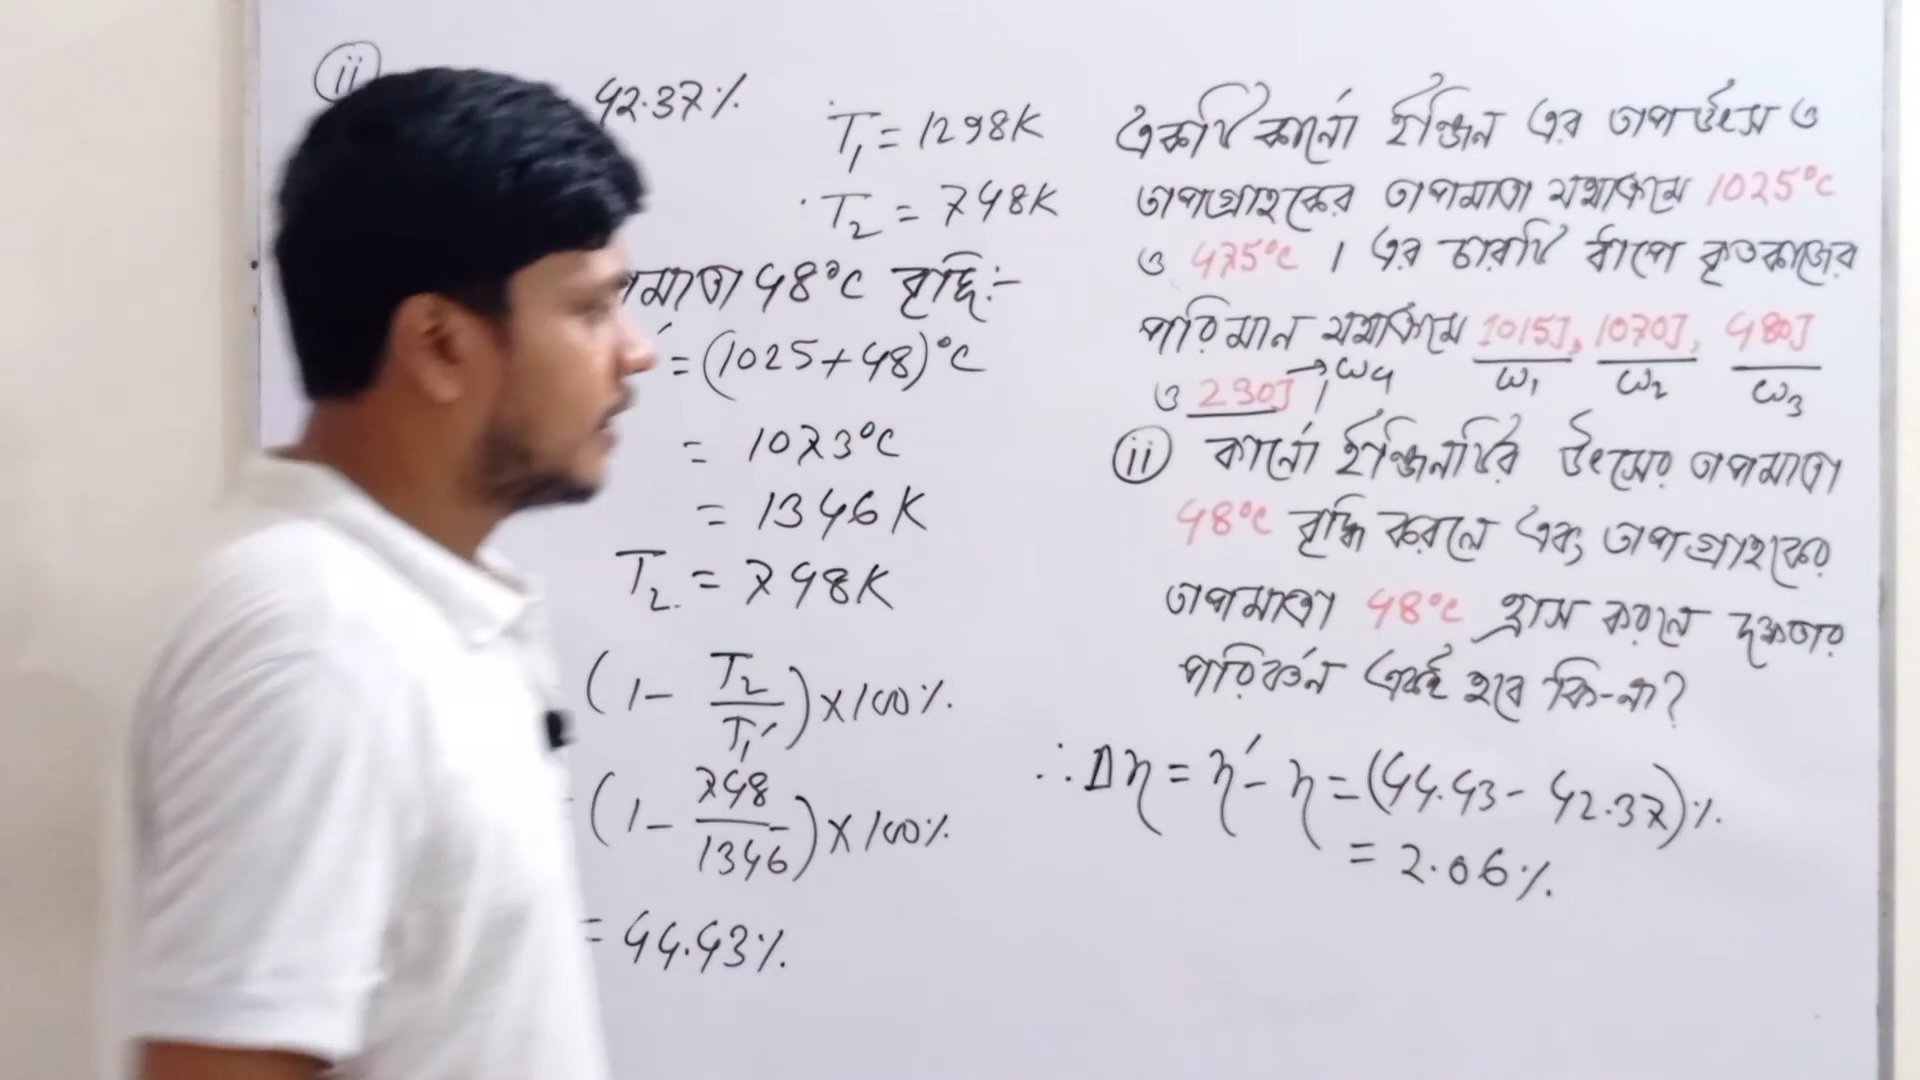 ii
42.37%
T₁ = 1298K
T₂ = 748K
48°C বৃদ্ধি:-
= (1025+48)°C
= 1073°C
= 1346K
T₂ = 748K
(1 - T₂/T₁′) × 100%
(1 - 748/1346) × 100%
= 44.43%
একটি কার্নো ইঞ্জিন এর তাপ উৎস ও
তাপগ্রাহকের তাপমাত্রা যথাক্রমে 1025°C
ও 475°C । এর চারটি ধাপে কৃতকাজের
পরিমান যথাক্রমে 1015J, 1070J, 480J
ω₁ ω₂ ω₃
ও 230J । → ω₄
ii কার্নো ইঞ্জিনটির উৎসের তাপমাত্রা
48°C বৃদ্ধি করলে এবং তাপগ্রাহকের
তাপমাত্রা 48°C হ্রাস করলে দক্ষতার
পরিবর্তন একই হবে কি-না?
∴ Δη = η′ - η = (44.43 - 42.37)%
= 2.06%